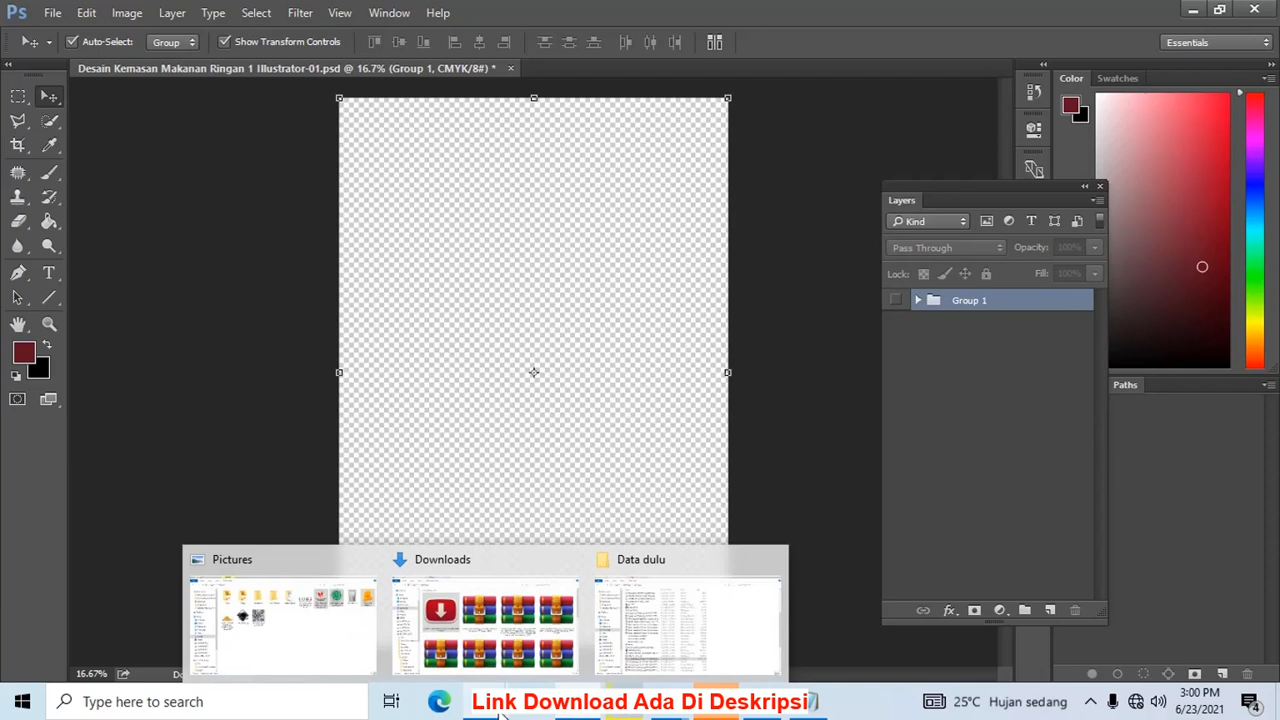 Ps File Edit Image Layer Type Select Filter View Window Help
Auto-Select: Group Show Transform Controls Essentials
Desain Kemasan Makanan Ringan 1 Illustrator-01.psd @ 16.7% (Group 1, CMYK/8#) *
Color Swatches
Layers
Kind
Pass Through Opacity: 100%
Lock: Fill: 100%
Group 1
Paths
Pictures Downloads Data dulu
16.67%
Type here to search
Link Download Ada Di Deskripsi
25°C Hujan sedang
3:00 PM
6/23/2021
4